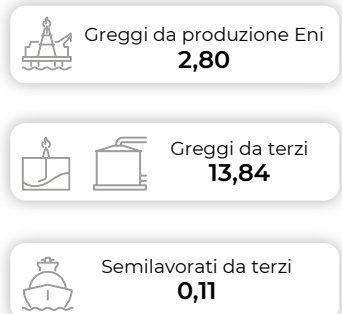 Greggi da produzione Eni
2,80
Greggi da terzi
13,84
Semilavorati da terzi
0,11